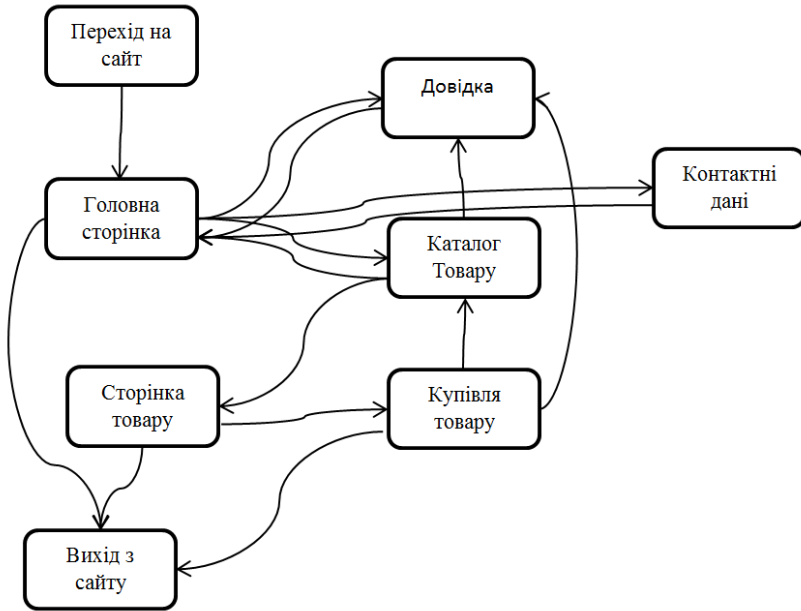 Перехід на
сайт
Довідка
Контактні
дані
Головна
сторінка
Каталог
Товару
Сторінка
товару
Купівля
товару
Вихід з
сайту